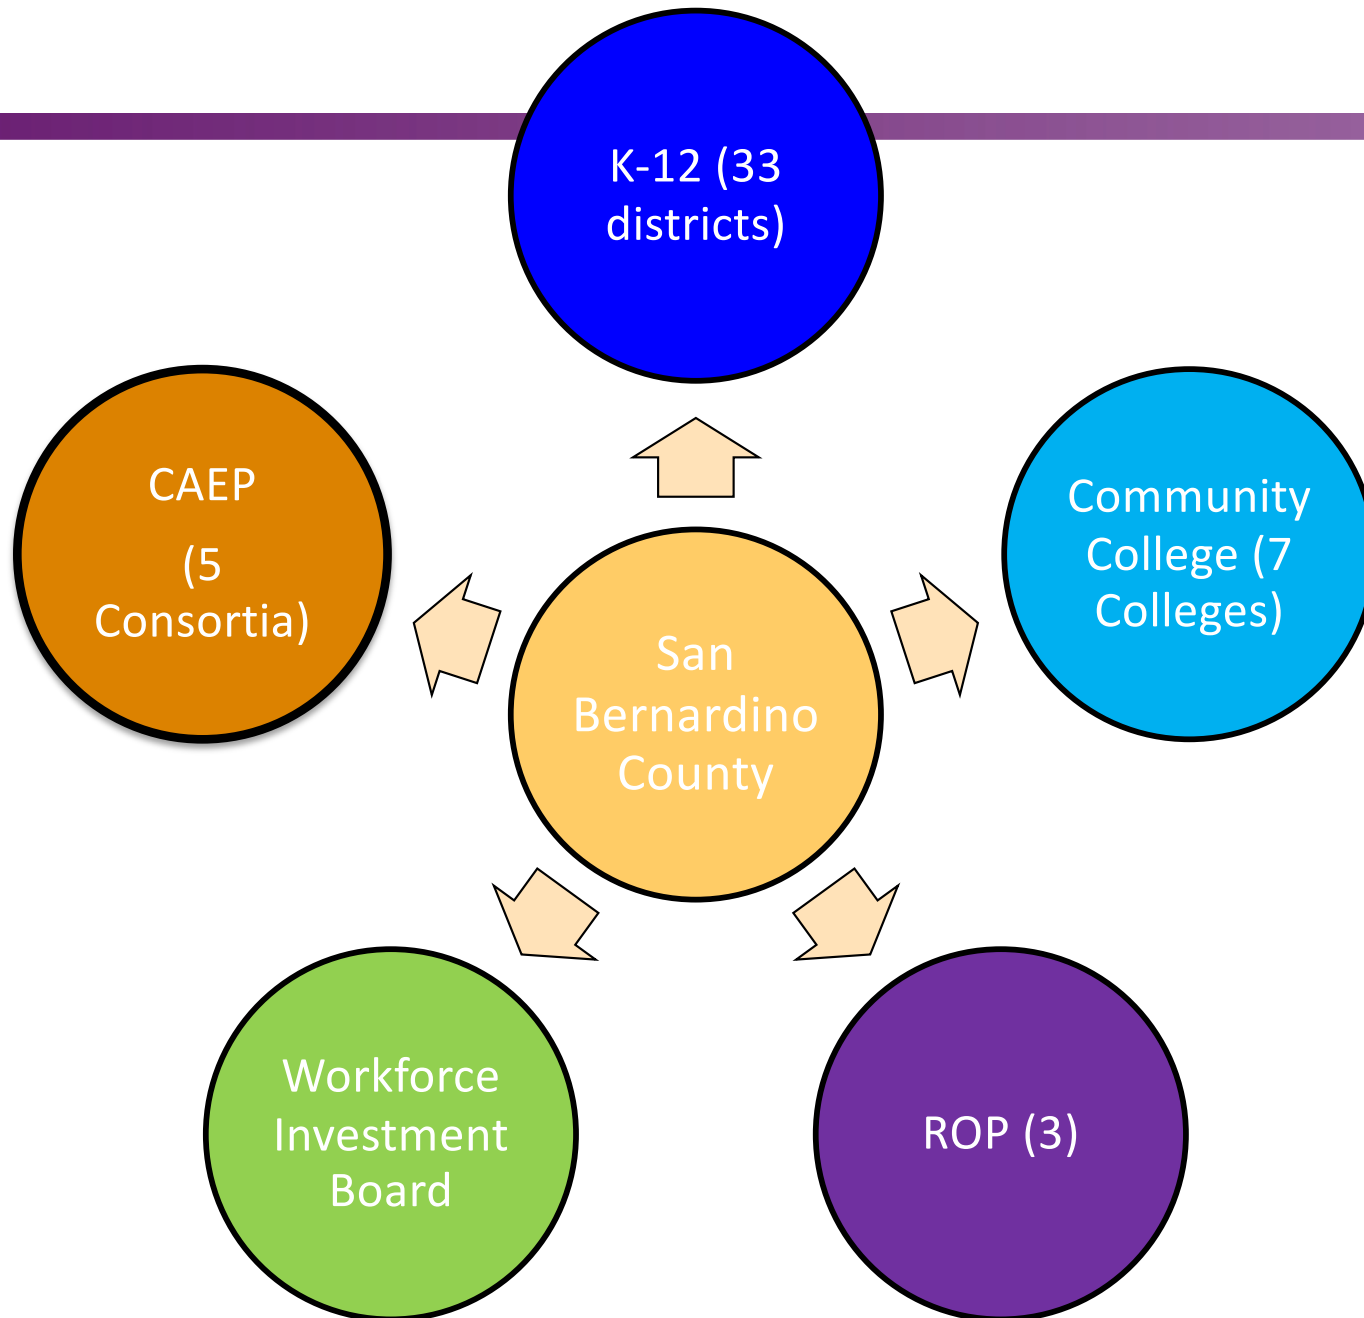 K-12 (33
districts)
CAEP
(5
Consortia)
Community
College (7
Colleges)
San
Bernardino
County
Workforce
Investment
Board
ROP (3)